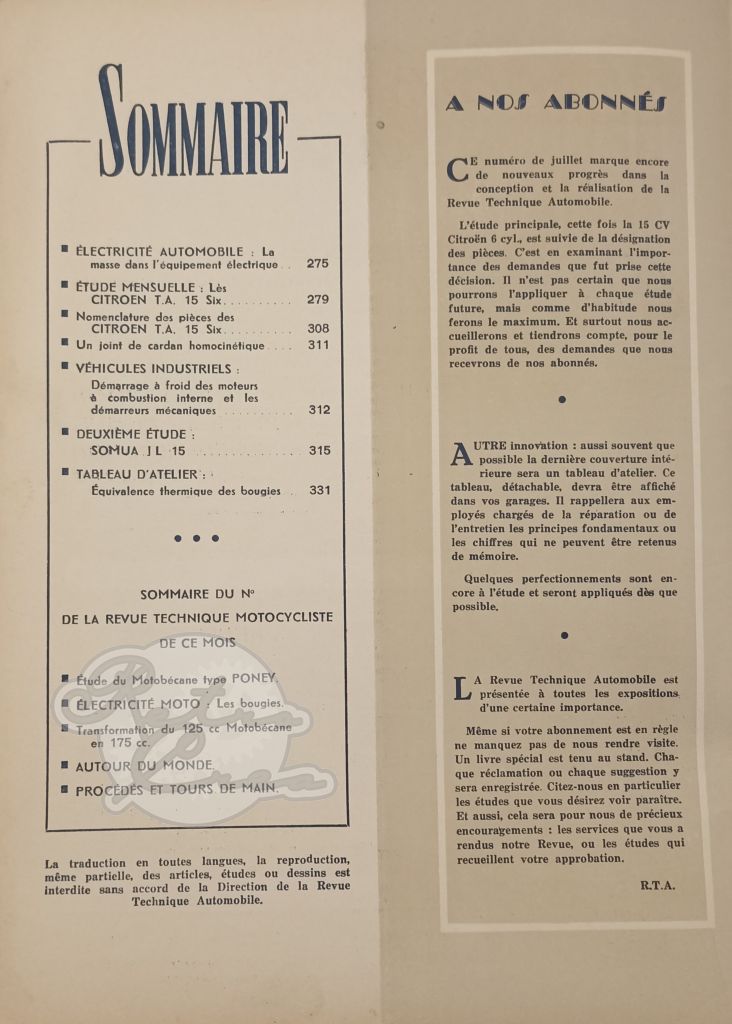 SOMMAIRE
ÉLECTRICITÉ AUTOMOBILE : La
masse dans l'équipement électrique . . 275
ÉTUDE MENSUELLE : Lès
CITROEN T.A. 15 Six. . . . . . . . . . 279
Nomenclature des pièces des
CITROEN T.A. 15 Six. . . . . . . . . . 308
Un joint de cardan homocinétique . . . . 311
VÉHICULES INDUSTRIELS :
Démarrage à froid des moteurs
à combustion interne et les
démarreurs mécaniques . . . . . . . . . . 312
DEUXIÈME ÉTUDE :
SOMUA J L 15 . . . . . . . . . . . . . . . 315
TABLEAU D'ATELIER :
Équivalence thermique des bougies . 331
SOMMAIRE DU Nº
DE LA REVUE TECHNIQUE MOTOCYCLISTE
DE CE MOIS
Étude du Motobécane type PONEY.
ÉLECTRICITÉ MOTO : Les bougies.
Transformation du 125 cc Motobécane
en 175 cc.
AUTOUR DU MONDE.
PROCÉDÉS ET TOURS DE MAIN.
Retro
Cread
La traduction en toutes langues, la reproduction,
même partielle, des articles, études ou dessins est
interdite sans accord de la Direction de la Revue
Technique Automobile.
A NOS ABONNÉS
CE numéro de juillet marque encore
de nouveaux progrès dans la
conception et la réalisation de la
Revue Technique Automobile.
L'étude principale, cette fois la 15 CV
Citroën 6 cyl., est suivie de la désignation
des pièces. C'est en examinant l'impor-
tance des demandes que fut prise cette
décision. Il n'est pas certain que nous
pourrons l'appliquer à chaque étude
future, mais comme d'habitude nous
ferons le maximum. Et surtout nous ac-
cueillerons et tiendrons compte, pour le
profit de tous, des demandes que nous
recevrons de nos abonnés.
AUTRE innovation : aussi souvent que
possible la dernière couverture inté-
rieure sera un tableau d'atelier. Ce
tableau, détachable, devra être affiché
dans vos garages. Il rappellera aux em-
ployés chargés de la réparation ou de
l'entretien les principes fondamentaux ou
les chiffres qui ne peuvent être retenus
de mémoire.
Quelques perfectionnements sont en-
core à l'étude et seront appliqués dès que
possible.
LA Revue Technique Automobile est
présentée à toutes les expositions
d'une certaine importance.
Même si votre abonnement est en règle
ne manquez pas de nous rendre visite.
Un livre spécial est tenu au stand. Cha-
que réclamation ou chaque suggestion y
sera enregistrée. Citez-nous en particulier
les études que vous désirez voir paraître.
Et aussi, cela sera pour nous de précieux
encouragements : les services que vous a
rendus notre Revue, ou les études qui
recueillent votre approbation.
R.T.A.